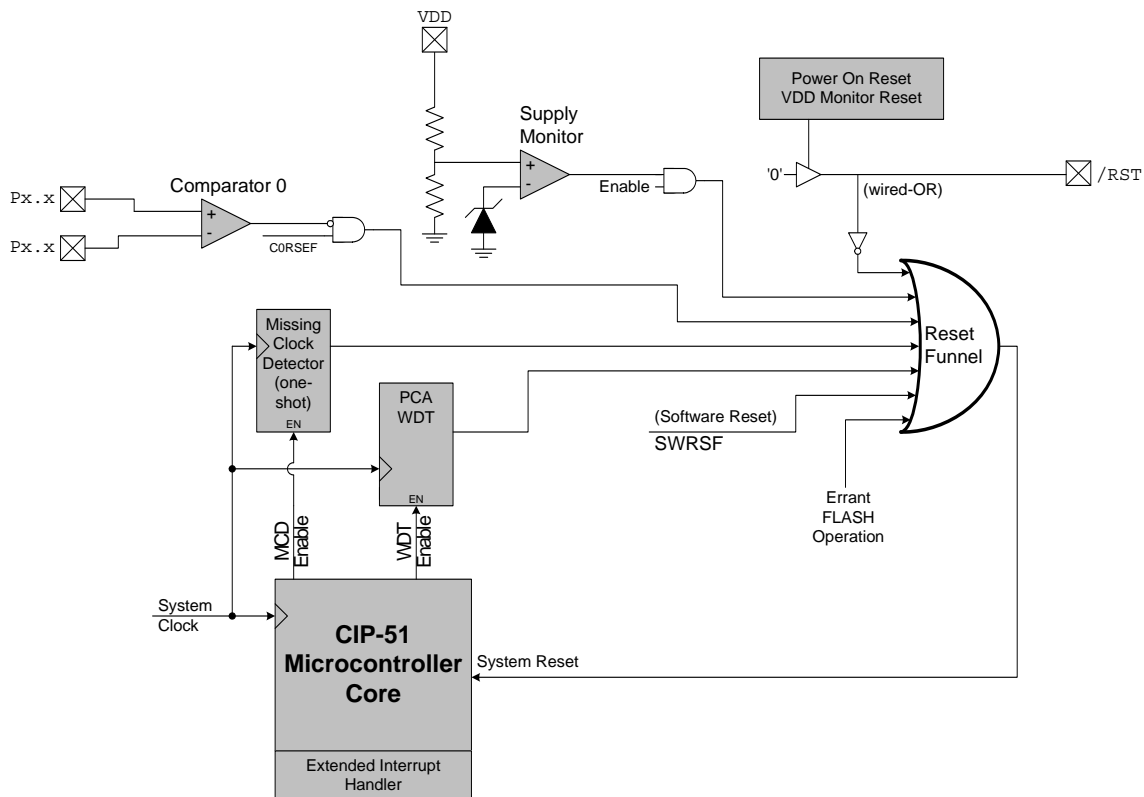 VDD
Power On Reset
VDD Monitor Reset
Supply
Monitor
+
-
Enable
'0'
(wired-OR)
/RST
Comparator 0
Px.x
Px.x
+
-
C0RSEF
Missing
Clock
Detector
(one-
shot)
EN
PCA
WDT
EN
Reset
Funnel
(Software Reset)
SWRSF
Errant
FLASH
Operation
MCD
Enable
WDT
Enable
System
Clock
CIP-51
Microcontroller
Core
System Reset
Extended Interrupt
Handler